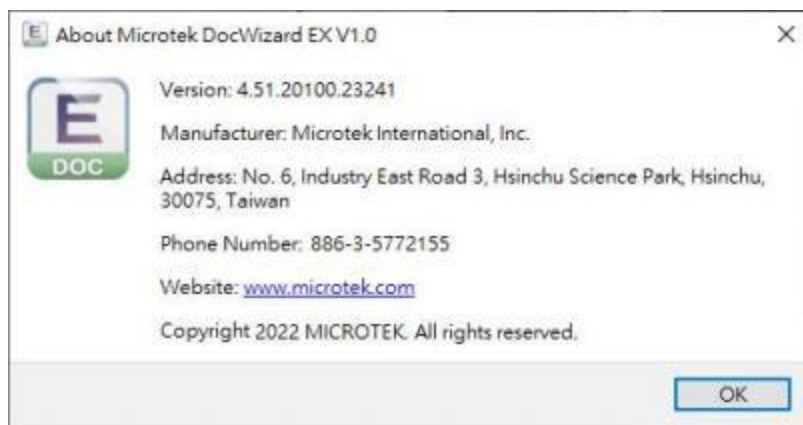 About Microtek DocWizard EX V1.0
E
DOC
Version: 4.51.20100.23241
Manufacturer: Microtek International, Inc.
Address: No. 6, Industry East Road 3, Hsinchu Science Park, Hsinchu,
30075, Taiwan
Phone Number: 886-3-5772155
Website: www.microtek.com
Copyright 2022 MICROTEK. All rights reserved.
OK